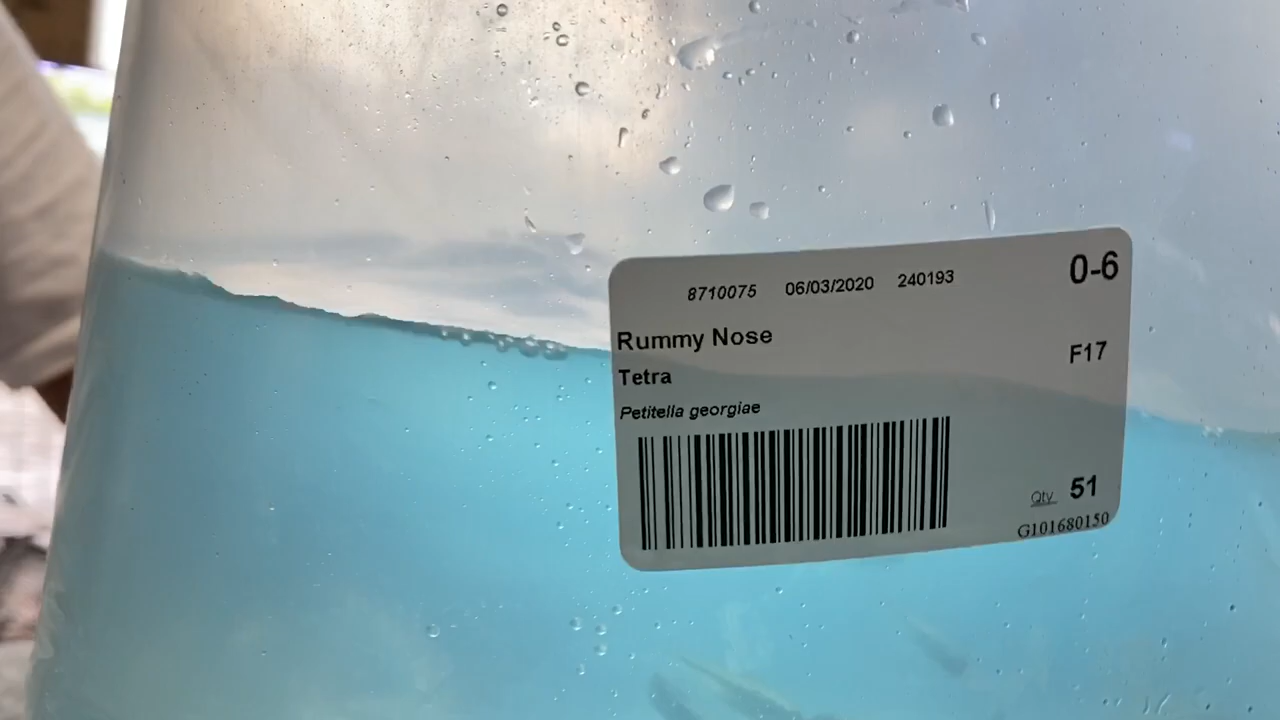 8710075 06/03/2020 240193 0-6
Rummy Nose
F17
Tetra
Petitella georgiae
Qty 51
G101680150